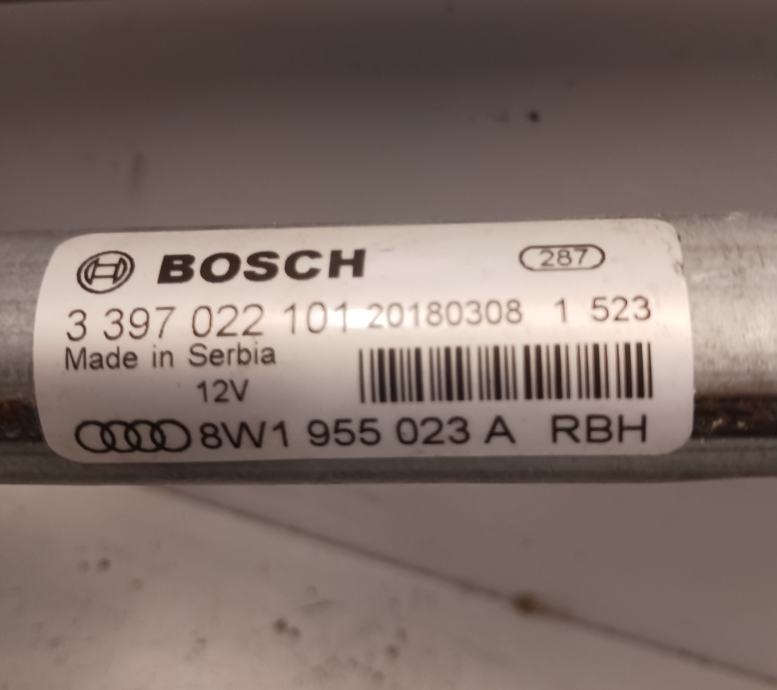 BOSCH 287
3 397 022 101 20180308 1 523
Made in Serbia
12V
8W1 955 023 A RBH